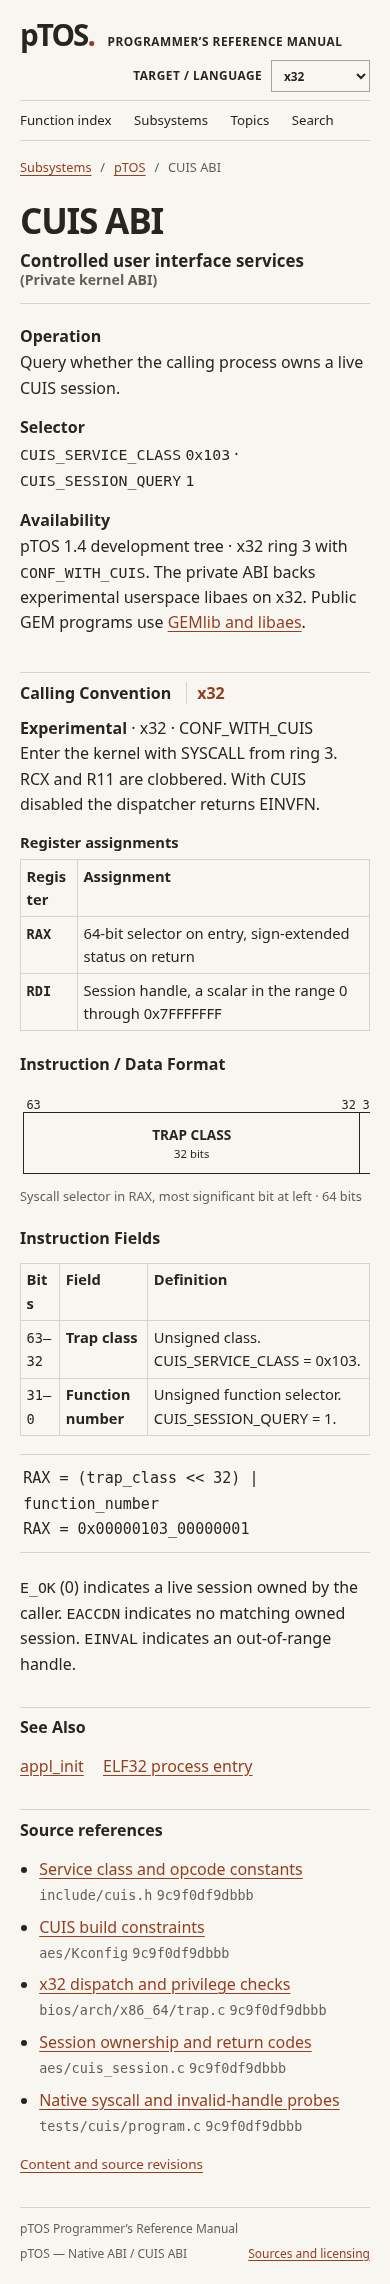 pTOS. PROGRAMMER’S REFERENCE MANUAL
TARGET / LANGUAGE x32
Function index Subsystems Topics Search
Subsystems / pTOS / CUIS ABI
CUIS ABI
Controlled user interface services
(Private kernel ABI)
Operation
Query whether the calling process owns a live
CUIS session.
Selector
CUIS_SERVICE_CLASS 0x103 ·
CUIS_SESSION_QUERY 1
Availability
pTOS 1.4 development tree · x32 ring 3 with
CONF_WITH_CUIS. The private ABI backs
experimental userspace libaes on x32. Public
GEM programs use GEMlib and libaes.
Calling Convention x32
Experimental · x32 · CONF_WITH_CUIS
Enter the kernel with SYSCALL from ring 3.
RCX and R11 are clobbered. With CUIS
disabled the dispatcher returns EINVFN.
Register assignments
Regis
ter Assignment
RAX 64-bit selector on entry, sign-extended
status on return
RDI Session handle, a scalar in the range 0
through 0x7FFFFFFF
Instruction / Data Format
63 32 3
TRAP CLASS
32 bits
Syscall selector in RAX, most significant bit at left · 64 bits
Instruction Fields
Bit
s Field Definition
63–
32 Trap class Unsigned class.
CUIS_SERVICE_CLASS = 0x103.
31–
0 Function
number Unsigned function selector.
CUIS_SESSION_QUERY = 1.
RAX = (trap_class << 32) |
function_number
RAX = 0x00000103_00000001
E_OK (0) indicates a live session owned by the
caller. EACCDN indicates no matching owned
session. EINVAL indicates an out-of-range
handle.
See Also
appl_init ELF32 process entry
Source references
Service class and opcode constants
include/cuis.h 9c9f0df9dbbb
CUIS build constraints
aes/Kconfig 9c9f0df9dbbb
x32 dispatch and privilege checks
bios/arch/x86_64/trap.c 9c9f0df9dbbb
Session ownership and return codes
aes/cuis_session.c 9c9f0df9dbbb
Native syscall and invalid-handle probes
tests/cuis/program.c 9c9f0df9dbbb
Content and source revisions
pTOS Programmer’s Reference Manual
pTOS — Native ABI / CUIS ABI Sources and licensing